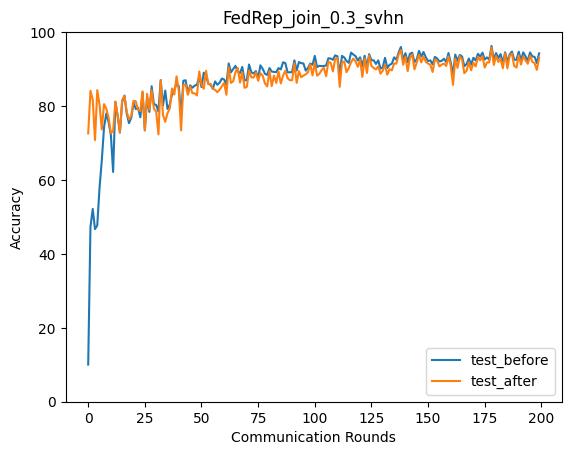 FedRep_join_0.3_svhn
100
80
60
40
20
0
Accuracy
0 25 50 75 100 125 150 175 200
Communication Rounds
test_before
test_after